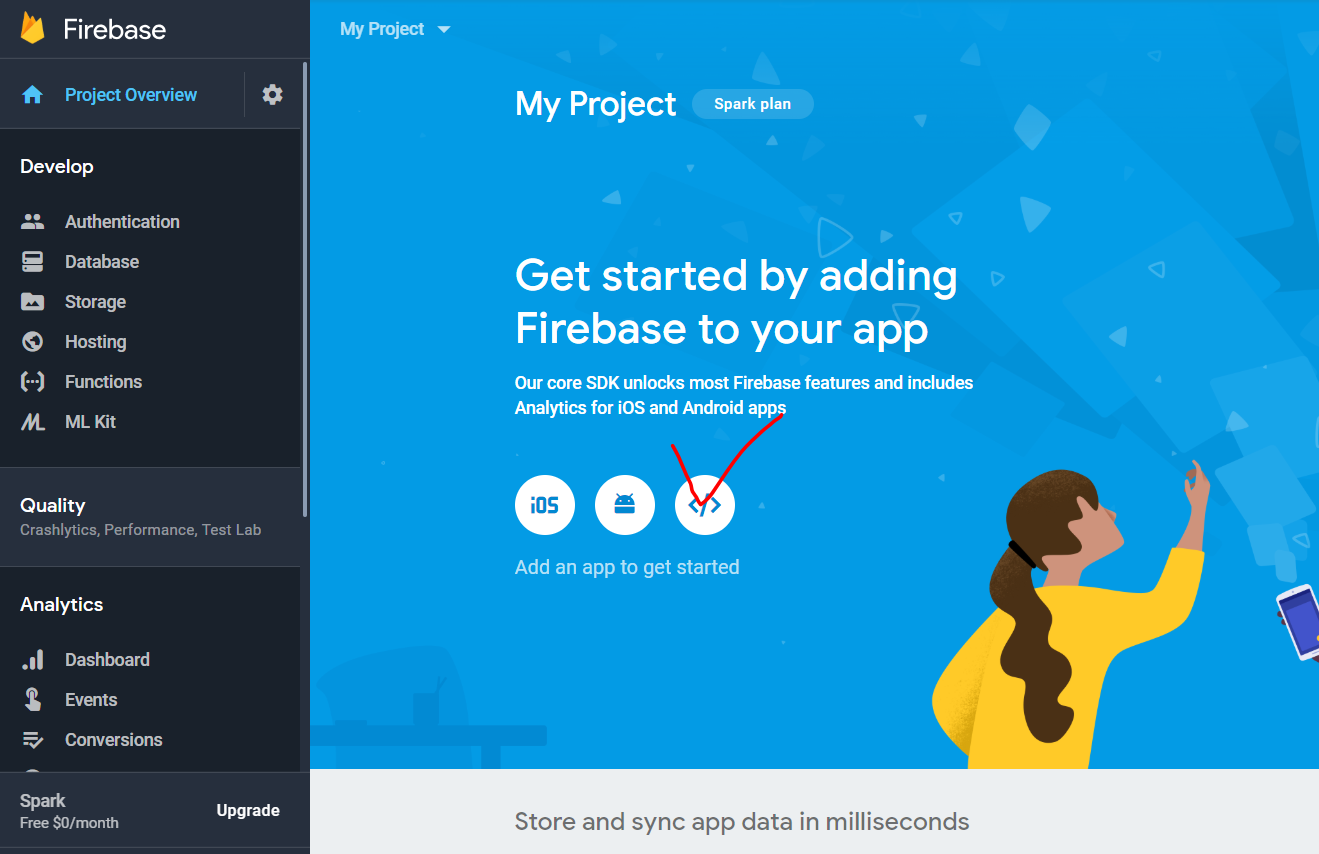 Firebase
Project Overview
Develop
Authentication
Database
Storage
Hosting
Functions
ML Kit
Quality
Crashlytics, Performance, Test Lab
Analytics
Dashboard
Events
Conversions
Spark
Free $0/month
Upgrade
My Project
My Project
Spark plan
Get started by adding
Firebase to your app
Our core SDK unlocks most Firebase features and includes
Analytics for iOS and Android apps
iOS
</>
Add an app to get started
Store and sync app data in milliseconds